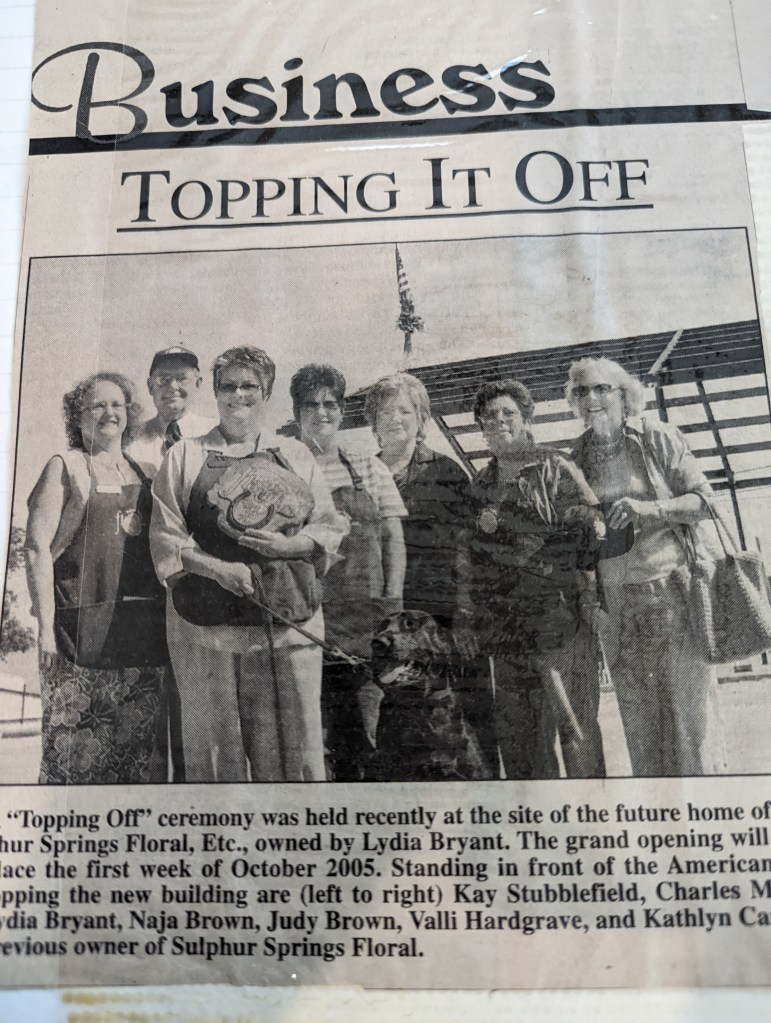 Business
TOPPING IT OFF
"Topping Off" ceremony was held recently at the site of the future home of
hur Springs Floral, Etc., owned by Lydia Bryant. The grand opening will
lace the first week of October 2005. Standing in front of the American
pping the new building are (left to right) Kay Stubblefield, Charles M
ydia Bryant, Naja Brown, Judy Brown, Valli Hardgrave, and Kathlyn Ca
revious owner of Sulphur Springs Floral.